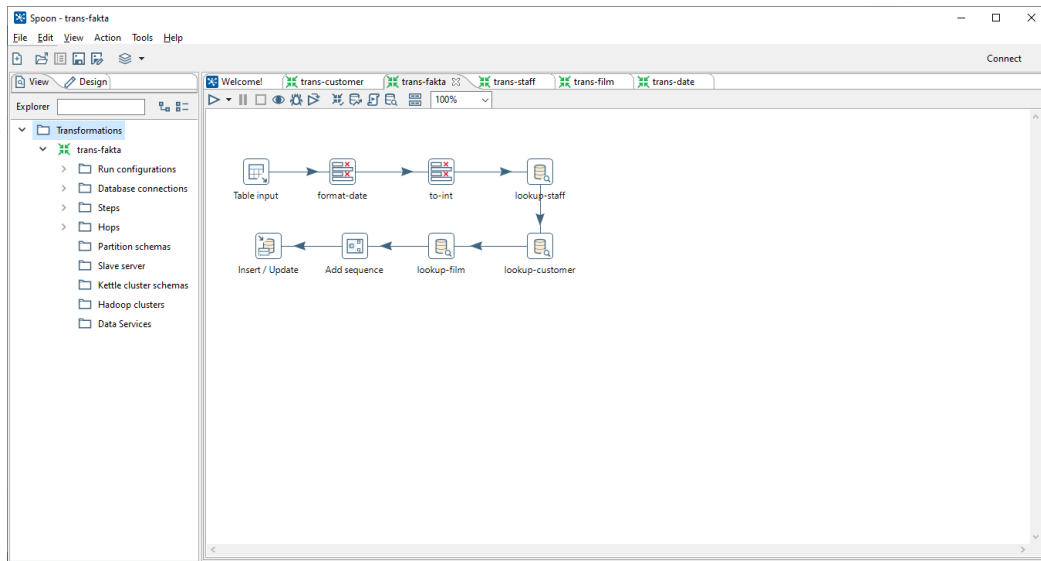 Spoon - trans-fakta
File Edit View Action Tools Help
Connect
View Design
Explorer
Transformations
trans-fakta
Run configurations
Database connections
Steps
Hops
Partition schemas
Slave server
Kettle cluster schemas
Hadoop clusters
Data Services
Welcome! trans-customer trans-fakta trans-staff trans-film trans-date
100%
Table input format-date to-int lookup-staff
Insert / Update Add sequence lookup-film lookup-customer